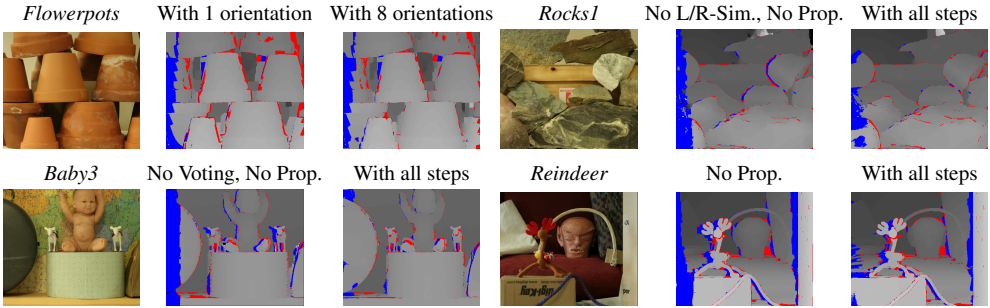 Flowerpots With 1 orientation With 8 orientations Rocks1 No L/R-Sim., No Prop. With all steps
Baby3 No Voting, No Prop. With all steps Reindeer No Prop. With all steps